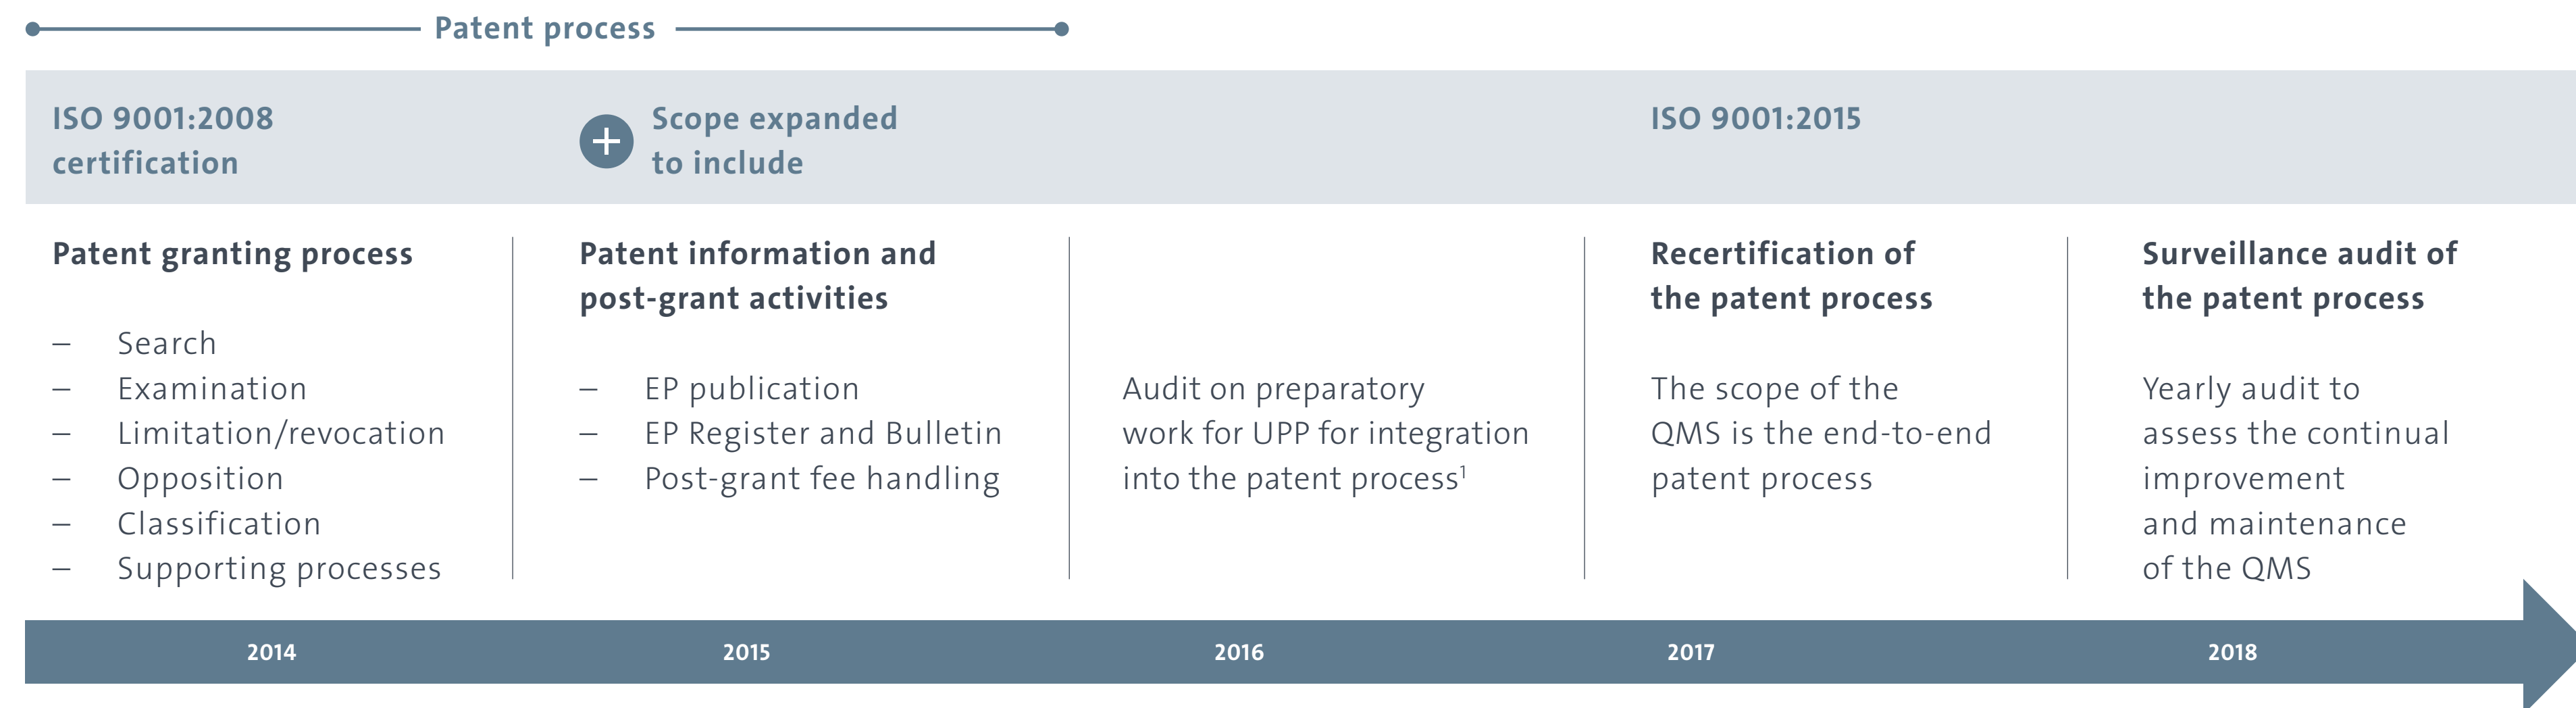 Patent process
ISO 9001:2008
certification
Scope expanded
to include
ISO 9001:2015
Patent granting process
– Search
– Examination
– Limitation/revocation
– Opposition
– Classification
– Supporting processes
Patent information and
post-grant activities
– EP publication
– EP Register and Bulletin
– Post-grant fee handling
Audit on preparatory
work for UPP for integration
into the patent process¹
Recertification of
the patent process
The scope of the
QMS is the end-to-end
patent process
Surveillance audit of
the patent process
Yearly audit to
assess the continual
improvement
and maintenance
of the QMS
2014
2015
2016
2017
2018